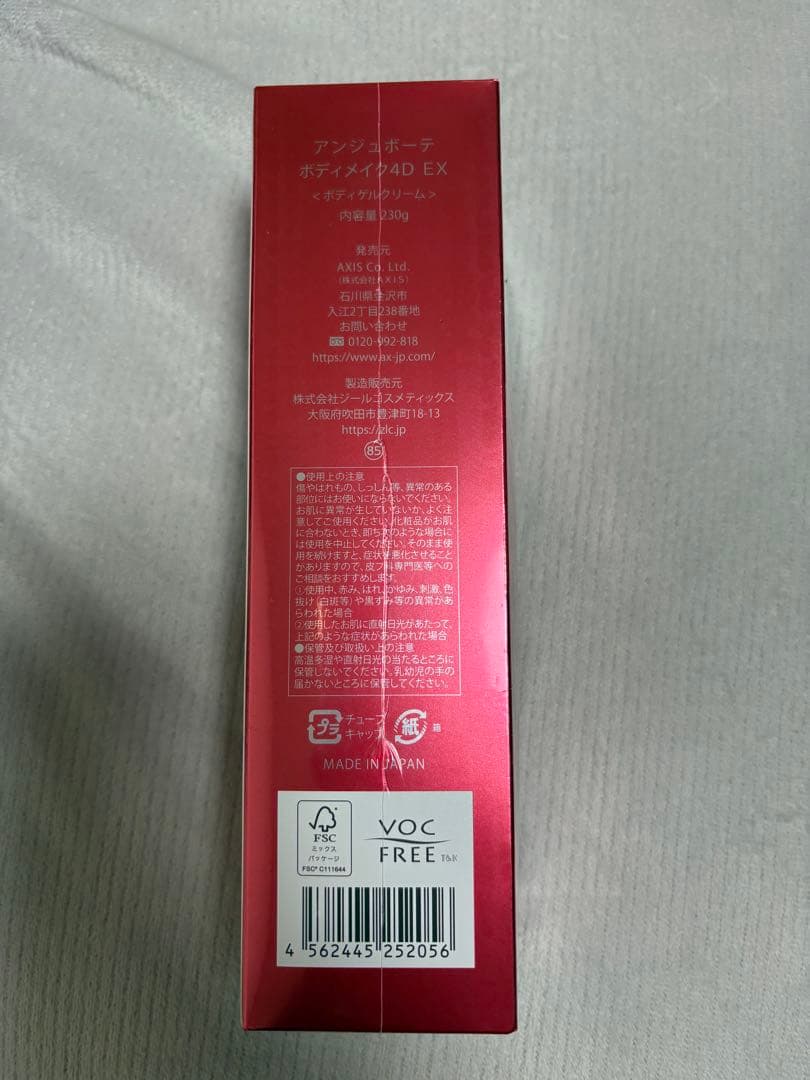 アンジュボーテ
ボディメイク4D EX
<ボディゲルクリーム>
内容量 230g
発売元
AXIS Co. Ltd.
(株式会社AXIS)
石川県金沢市
入江2丁目238番地
お問い合わせ
0120-992-818
https://www.ax-jp.com/
製造販売元
株式会社ジールコスメティックス
大阪府吹田市豊津町18-13
https://zlc.jp
85
●使用上の注意
傷やはれもの、しっしん等、異常のある
部位にはお使いにならないでください。
お肌に異常が生じていないか、よく注
意してご使用ください。化粧品がお肌
に合わないとき、即ち次のような場合に
は使用を中止してください。そのまま使
用を続けますと、症状を悪化させること
がありますので、皮フ科専門医等への
ご相談をおすすめします。
①使用中、赤み、はれ、かゆみ、刺激、色
抜け(白斑等)や黒ずみ等の異常があ
らわれた場合
②使用したお肌に直射日光があたって、
上記のような症状があらわれた場合
●保管及び取扱い上の注意
高温多湿や直射日光の当たるところに
保管しないでください。乳幼児の手の
届かないところに保管してください。
プラ チューブ
キャップ
紙 箱
MADE IN JAPAN
FSC
ミックス
パッケージ
FSC® C111644
VOC
FREE T&K
4 562445 252056